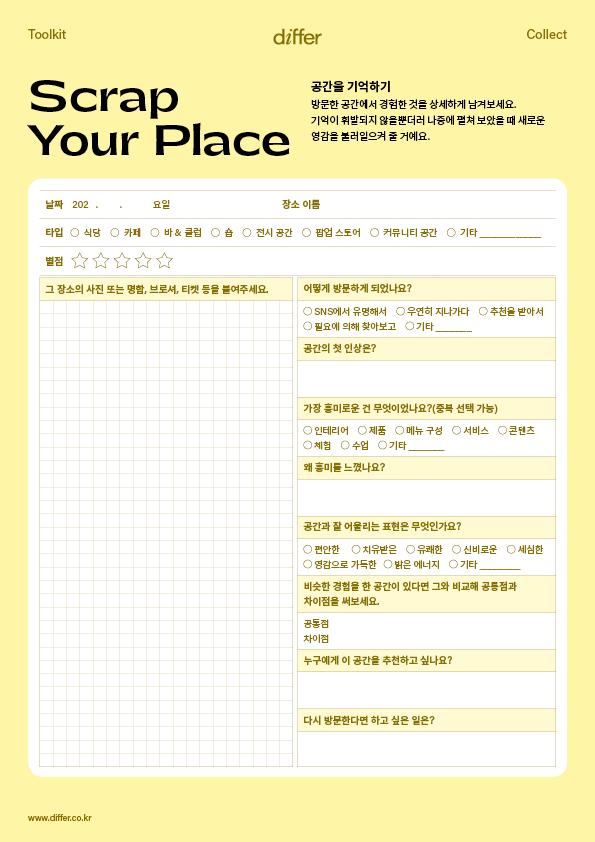 Toolkit
differ
Collect
Scrap
Your Place
공간을 기억하기
방문한 공간에서 경험한 것을 상세하게 남겨보세요.
기억이 휘발되지 않을뿐더러 나중에 펼쳐 보았을 때 새로운
영감을 불러일으켜 줄 거예요.
날짜 202 . . 요일
장소 이름
타입 ○ 식당 ○ 카페 ○ 바 & 클럽 ○ 숍 ○ 전시 공간 ○ 팝업 스토어 ○ 커뮤니티 공간 ○ 기타 ___________
별점 ☆ ☆ ☆ ☆ ☆
그 장소의 사진 또는 명함, 브로셔, 티켓 등을 붙여주세요.
어떻게 방문하게 되었나요?
○ SNS에서 유명해서 ○ 우연히 지나가다 ○ 추천을 받아서
○ 필요에 의해 찾아보고 ○ 기타 _______
공간의 첫 인상은?
가장 흥미로운 건 무엇이었나요?(중복 선택 가능)
○ 인테리어 ○ 제품 ○ 메뉴 구성 ○ 서비스 ○ 콘텐츠
○ 체험 ○ 수업 ○ 기타 _______
왜 흥미를 느꼈나요?
공간과 잘 어울리는 표현은 무엇인가요?
○ 편안한 ○ 치유받은 ○ 유쾌한 ○ 신비로운 ○ 세심한
○ 영감으로 가득한 ○ 밝은 에너지 ○ 기타 ________
비슷한 경험을 한 공간이 있다면 그와 비교해 공통점과
차이점을 써보세요.
공통점
차이점
누구에게 이 공간을 추천하고 싶나요?
다시 방문한다면 하고 싶은 일은?
www.differ.co.kr